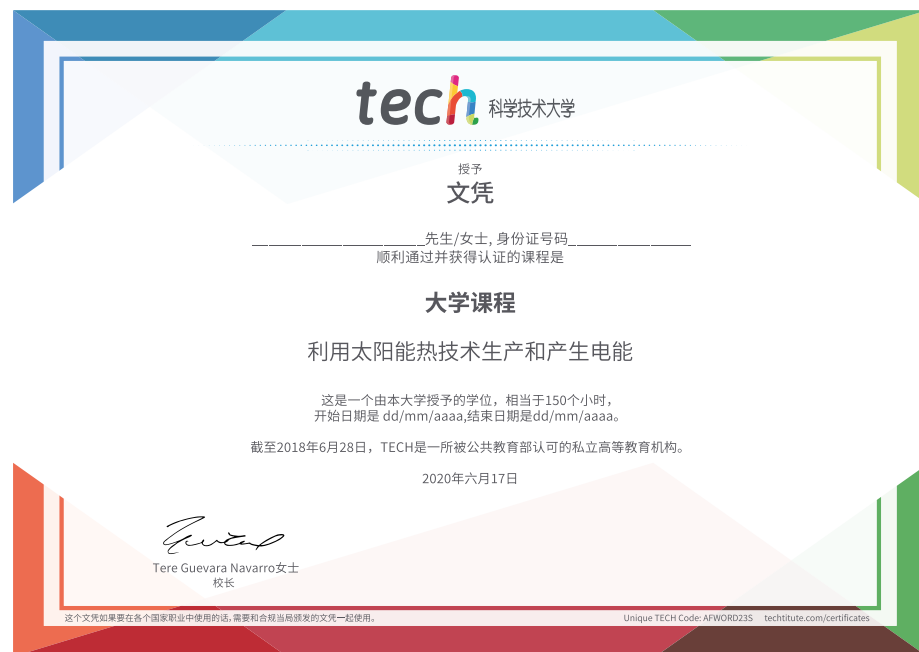 tech 科学技术大学
授予
文凭
_____________________先生/女士, 身份证号码_______________
顺利通过并获得认证的课程是
大学课程
利用太阳能热技术生产和产生电能
这是一个由本大学授予的学位，相当于150个小时，
开始日期是 dd/mm/aaaa,结束日期是dd/mm/aaaa。
截至2018年6月28日，TECH是一所被公共教育部认可的私立高等教育机构。
2020年六月17日
Tere Guevara Navarro女士
校长
这个文凭如果要在各个国家职业中使用的话,需要和合规当局颁发的文凭一起使用。
Unique TECH Code: AFWORD23S techtitute.com/certificates